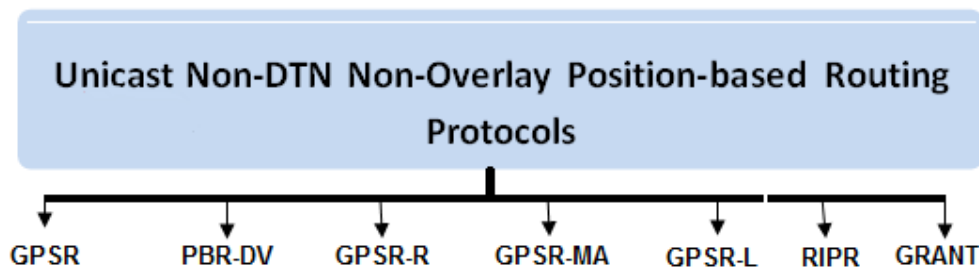 Unicast Non-DTN Non-Overlay Position-based Routing
Protocols
GPSR PBR-DV GPSR-R GPSR-MA GPSR-L RIPR GRANT